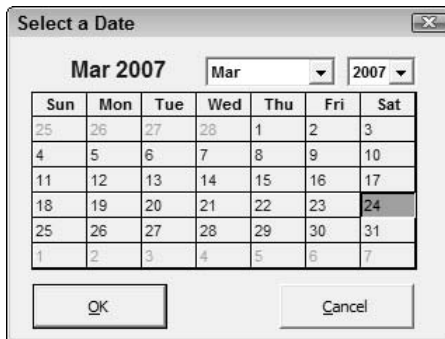 Select a Date
Mar 2007 Mar 2007
Sun Mon Tue Wed Thu Fri Sat
25 26 27 28 1 2 3
4 5 6 7 8 9 10
11 12 13 14 15 16 17
18 19 20 21 22 23 24
25 26 27 28 29 30 31
1 2 3 4 5 6 7
OK Cancel